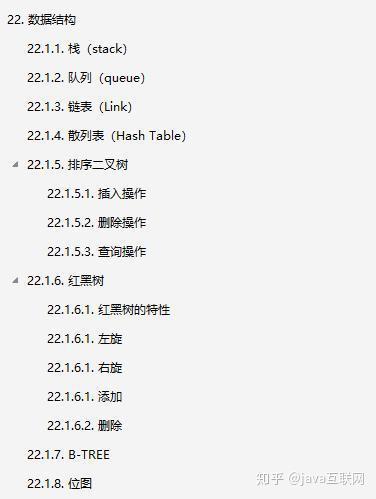 22. 数据结构
22.1.1. 栈（stack）
22.1.2. 队列（queue）
22.1.3. 链表（Link）
22.1.4. 散列表（Hash Table）
22.1.5. 排序二叉树
22.1.5.1. 插入操作
22.1.5.2. 删除操作
22.1.5.3. 查询操作
22.1.6. 红黑树
22.1.6.1. 红黑树的特性
22.1.6.1. 左旋
22.1.6.1. 右旋
22.1.6.1. 添加
22.1.6.2. 删除
22.1.7. B-TREE
22.1.8. 位图
知乎 @java互联网